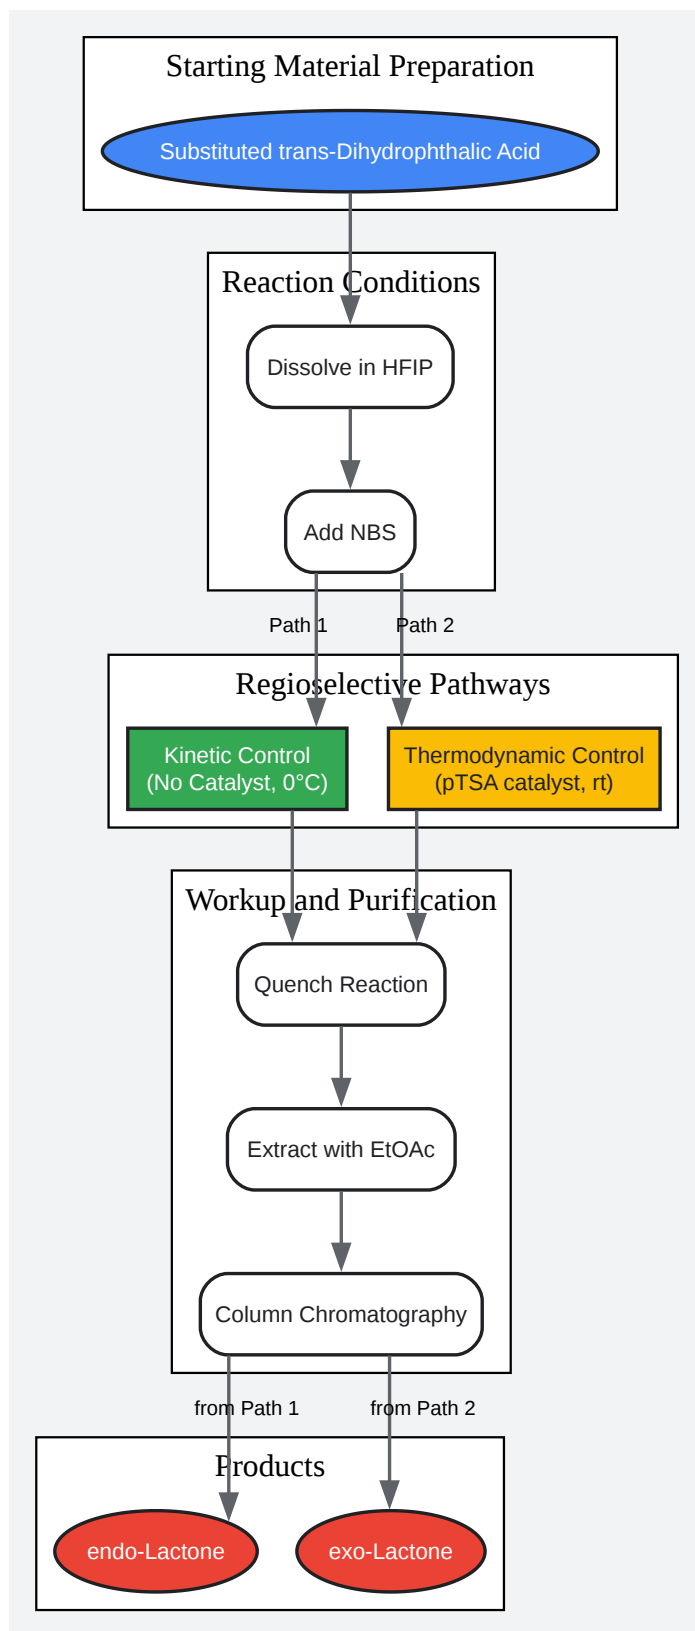 Starting Material Preparation
Substituted trans-Dihydrophthalic Acid
Reaction Conditions
Dissolve in HFIP
Add NBS
Path 1
Path 2
Regioselective Pathways
Kinetic Control
(No Catalyst, 0°C)
Thermodynamic Control
(pTSA catalyst, rt)
Workup and Purification
Quench Reaction
Extract with EtOAc
Column Chromatography
from Path 1
from Path 2
Products
endo-Lactone
exo-Lactone